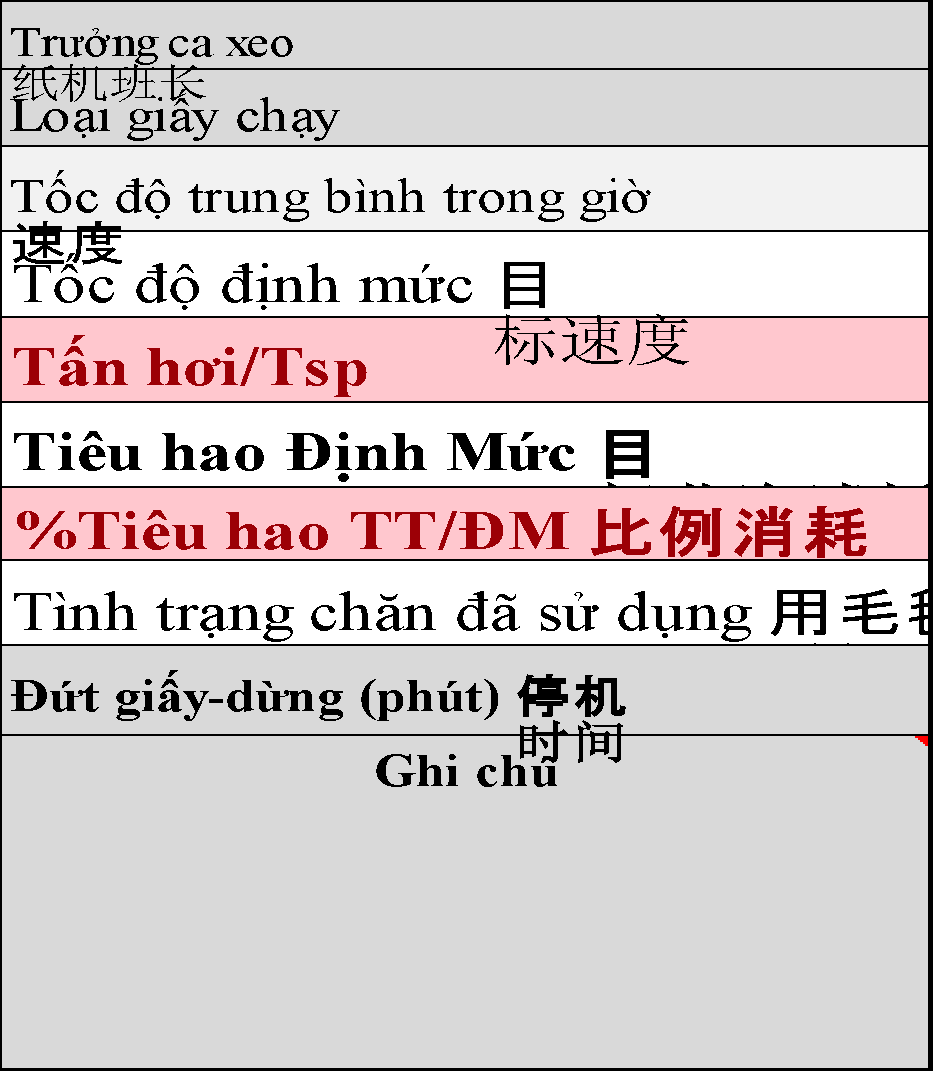 Trưởng ca xeo
纸机班长
Loại giấy chạy
Tốc độ trung bình trong giờ
速度
Tốc độ định mức 目
标速度
Tấn hơi/Tsp
Tiêu hao Định Mức 目
%Tiêu hao TT/ĐM 比例消耗
Tình trạng chăn đã sử dụng 用毛毛
Đứt giấy-dừng (phút) 停机
时间
Ghi chú